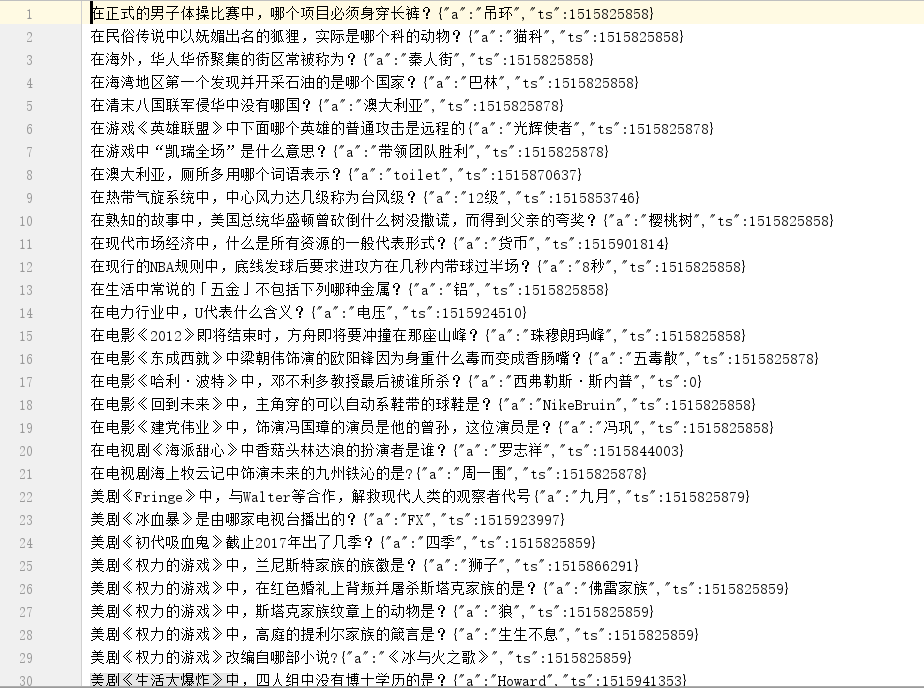 1 在正式的男子体操比赛中，哪个项目必须身穿长裤？{"a":"吊环","ts":1515825858}
2 在民俗传说中以妩媚出名的狐狸，实际是哪个科的动物？{"a":"猫科","ts":1515825858}
3 在海外，华人华侨聚集的街区常被称为？{"a":"秦人街","ts":1515825858}
4 在海湾地区第一个发现并开采石油的是哪个国家？{"a":"巴林","ts":1515825858}
5 在清末八国联军侵华中没有哪国？{"a":"澳大利亚","ts":1515825878}
6 在游戏《英雄联盟》中下面哪个英雄的普通攻击是远程的{"a":"光辉使者","ts":1515825878}
7 在游戏中“凯瑞全场”是什么意思？{"a":"带领团队胜利","ts":1515825878}
8 在澳大利亚，厕所多用哪个词语表示？{"a":"toilet","ts":1515870637}
9 在热带气旋系统中，中心风力达几级称为台风级？{"a":"12级","ts":1515853746}
10 在熟知的故事中，美国总统华盛顿曾砍倒什么树没撒谎，而得到父亲的夸奖？{"a":"樱桃树","ts":1515825858}
11 在现代市场经济中，什么是所有资源的一般代表形式？{"a":"货币","ts":1515901814}
12 在现行的NBA规则中，底线发球后要求进攻方在几秒内带球过半场？{"a":"8秒","ts":1515825858}
13 在生活中常说的「五金」不包括下列哪种金属？{"a":"铝","ts":1515825858}
14 在电力行业中，U代表什么含义？{"a":"电压","ts":1515924510}
15 在电影《2012》即将结束时，方舟即将要冲撞在那座山峰？{"a":"珠穆朗玛峰","ts":1515825858}
16 在电影《东成西就》中梁朝伟饰演的欧阳锋因为身重什么毒而变成香肠嘴？{"a":"五毒散","ts":1515825878}
17 在电影《哈利·波特》中，邓不利多教授最后被谁所杀？{"a":"西弗勒斯·斯内普","ts":0}
18 在电影《回到未来》中，主角穿的可以自动系鞋带的球鞋是？{"a":"NikeBruin","ts":1515825858}
19 在电影《建党伟业》中，饰演冯国璋的演员是他的曾孙，这位演员是？{"a":"冯巩","ts":1515825858}
20 在电视剧《海派甜心》中香菇头林达浪的扮演者是谁？{"a":"罗志祥","ts":1515844003}
21 在电视剧海上牧云记中饰演未来的九州铁沁的是?{"a":"周一围","ts":1515825878}
22 美剧《Fringe》中，与Walter等合作，解救现代人类的观察者代号{"a":"九月","ts":1515825879}
23 美剧《冰血暴》是由哪家电视台播出的？{"a":"FX","ts":1515923997}
24 美剧《初代吸血鬼》截止2017年出了几季？{"a":"四季","ts":1515825859}
25 美剧《权力的游戏》中，兰尼斯特家族的族徽是？{"a":"狮子","ts":1515866291}
26 美剧《权力的游戏》中，在红色婚礼上背叛并屠杀斯塔克家族的是？{"a":"佛雷家族","ts":1515825859}
27 美剧《权力的游戏》中，斯塔克家族纹章上的动物是？{"a":"狼","ts":1515825859}
28 美剧《权力的游戏》中，高庭的提利尔家族的箴言是？{"a":"生生不息","ts":1515825859}
29 美剧《权力的游戏》改编自哪部小说?{"a":"《冰与火之歌》","ts":1515825859}
30 美剧《生活大爆炸》中，四人组中没有博士学历的是？{"a":"Howard","ts":1515941353}